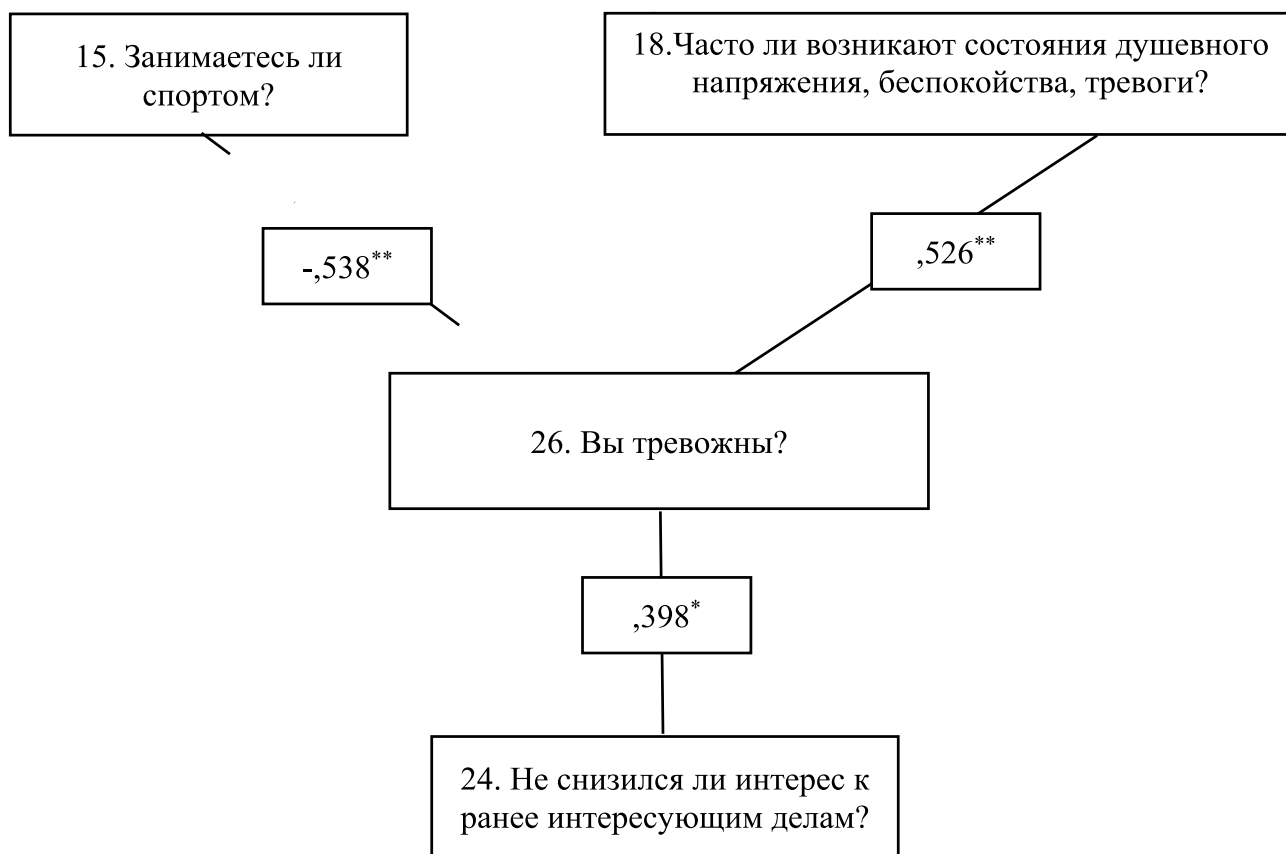 15. Занимаетесь ли
спортом?
18.Часто ли возникают состояния душевного
напряжения, беспокойства, тревоги?
-,538**
,526**
26. Вы тревожны?
,398*
24. Не снизился ли интерес к
ранее интересующим делам?